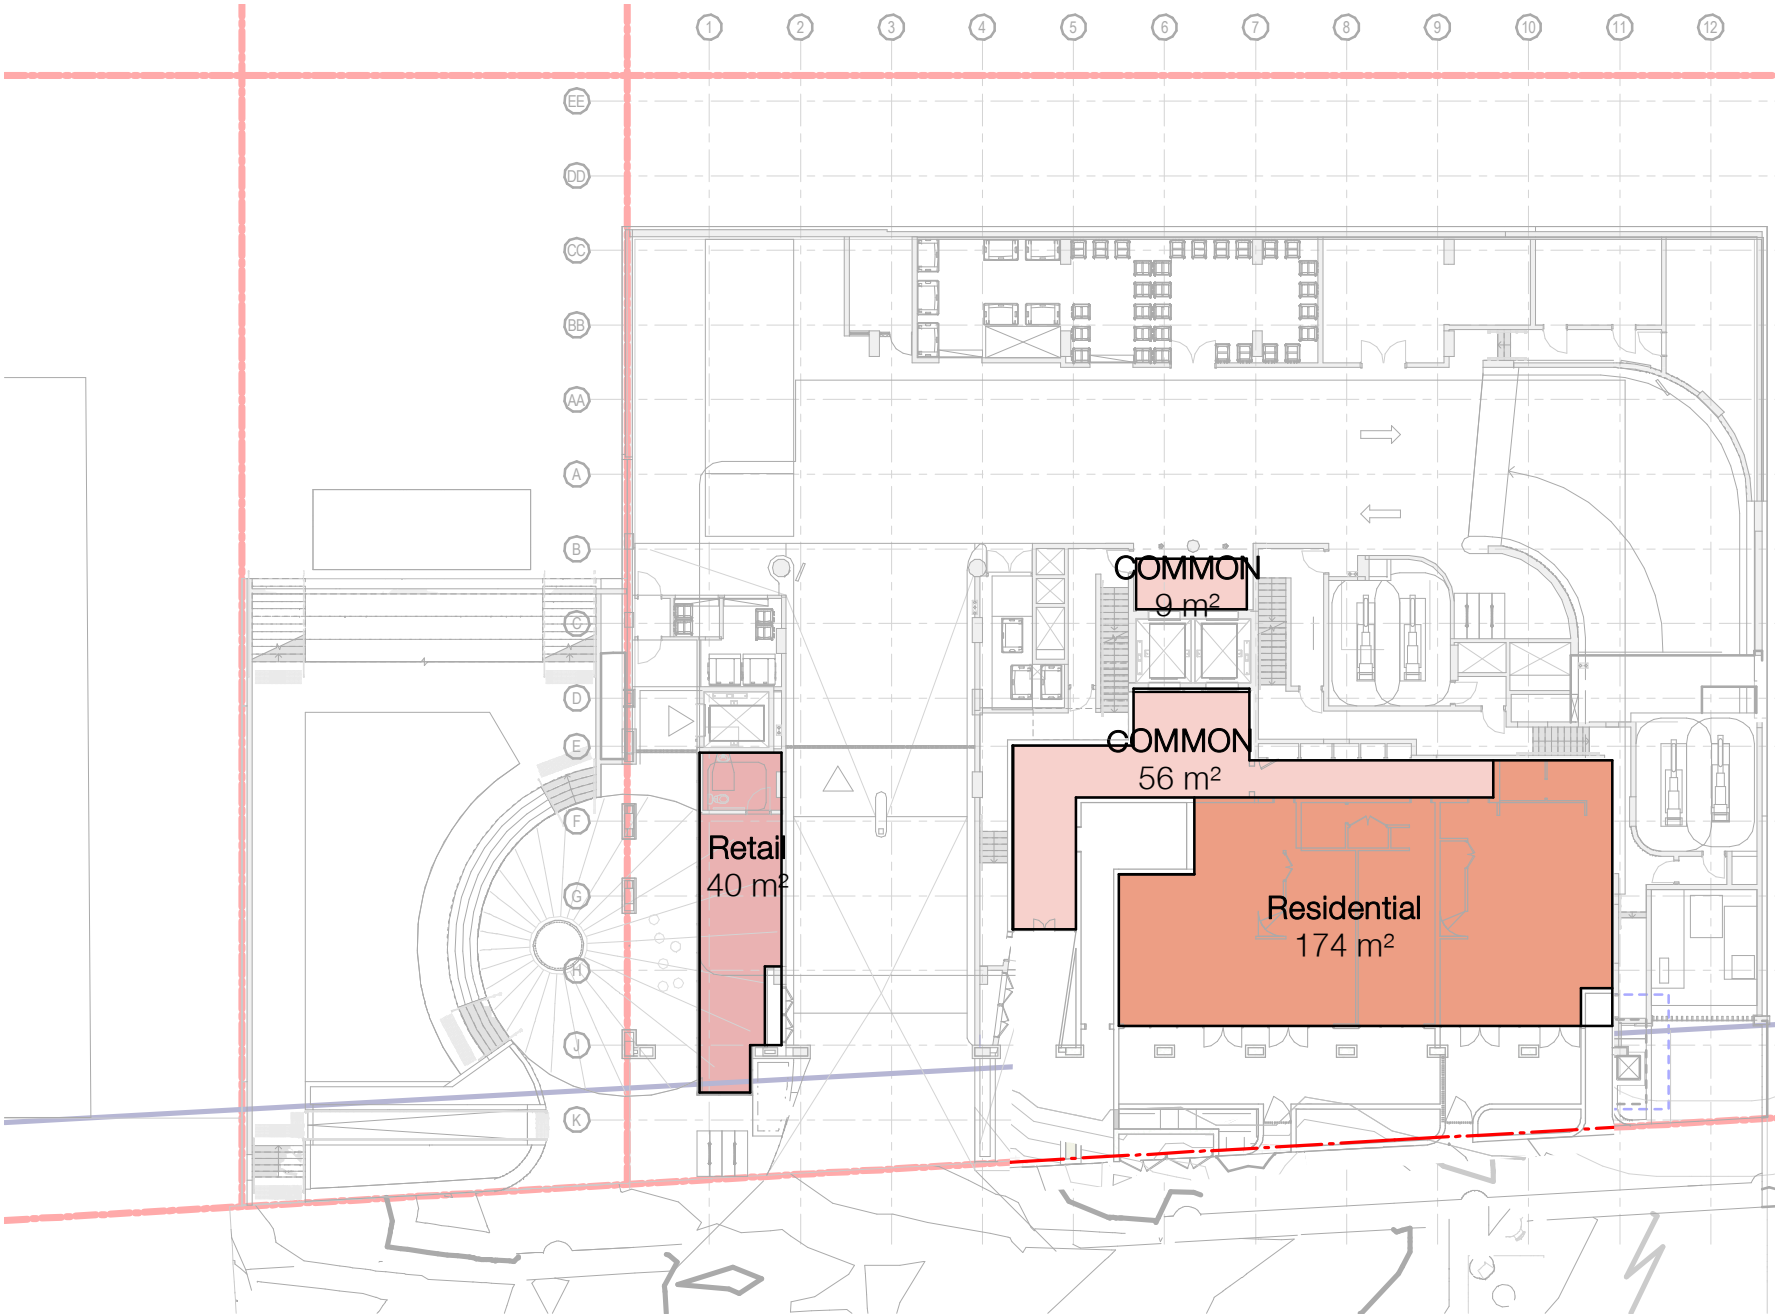 1 2 3 4 5 6 7 8 9 10 11 12
EE
DD
CC
BB
AA
A
B
C
D
E
F
G
H
J
K
COMMON
9 m²
COMMON
56 m²
Retail
40 m²
Residential
174 m²